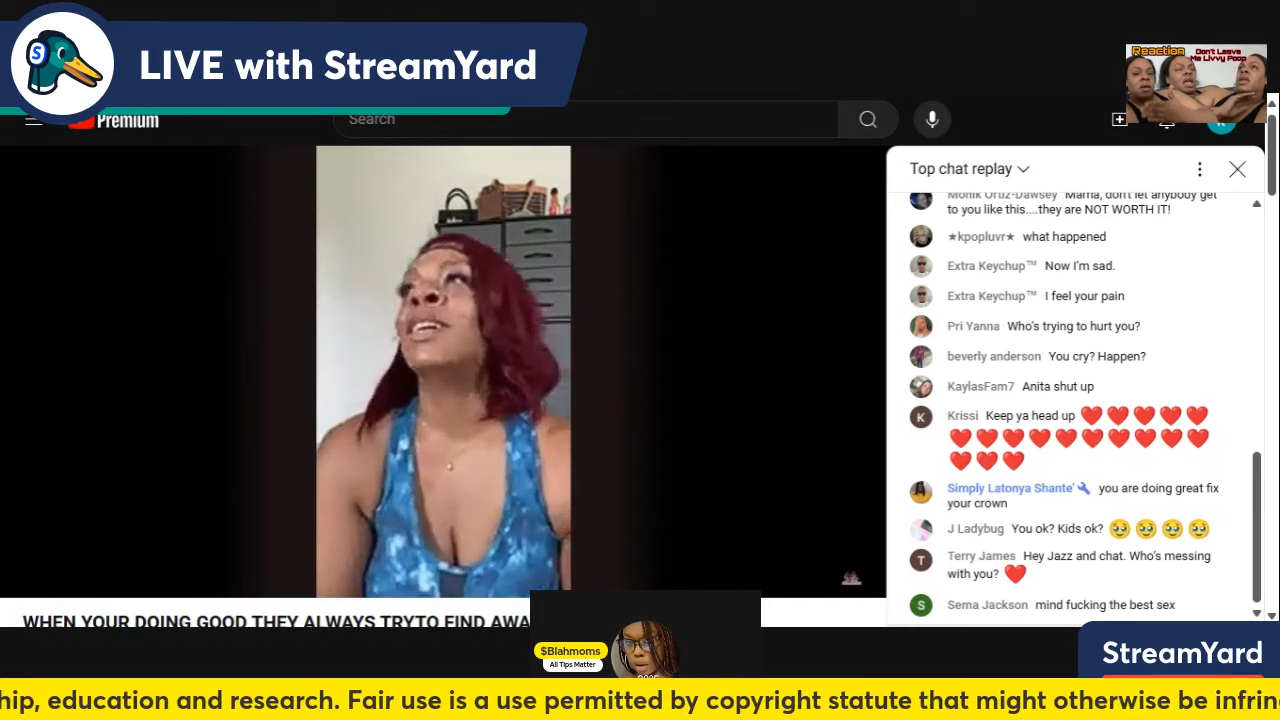 S
LIVE with StreamYard
Reaction
Don't Leave
Me Livvy Poop
Premium
Search
Top chat replay
Monik Ortiz-Dawsey Mama, don't let anybody get
to you like this....they are NOT WORTH IT!
★kpopluvr★ what happened
Extra Keychup™ Now I'm sad.
Extra Keychup™ I feel your pain
Pri Yanna Who's trying to hurt you?
beverly anderson You cry? Happen?
KaylasFam7 Anita shut up
K Krissi Keep ya head up ❤️❤️❤️❤️❤️
❤️❤️❤️❤️❤️❤️❤️❤️❤️❤️
❤️❤️❤️
Simply Latonya Shante' 🔧 you are doing great fix
your crown
J Ladybug You ok? Kids ok? 🥹🥹🥹🥹
T Terry James Hey Jazz and chat. Who's messing
with you? ❤️
S Sema Jackson mind fucking the best sex
WHEN YOUR DOING GOOD THEY ALWAYS TRYTO FIND AWA
$Blahmoms
All Tips Matter
StreamYard
hip, education and research. Fair use is a use permitted by copyright statute that might otherwise be infrin